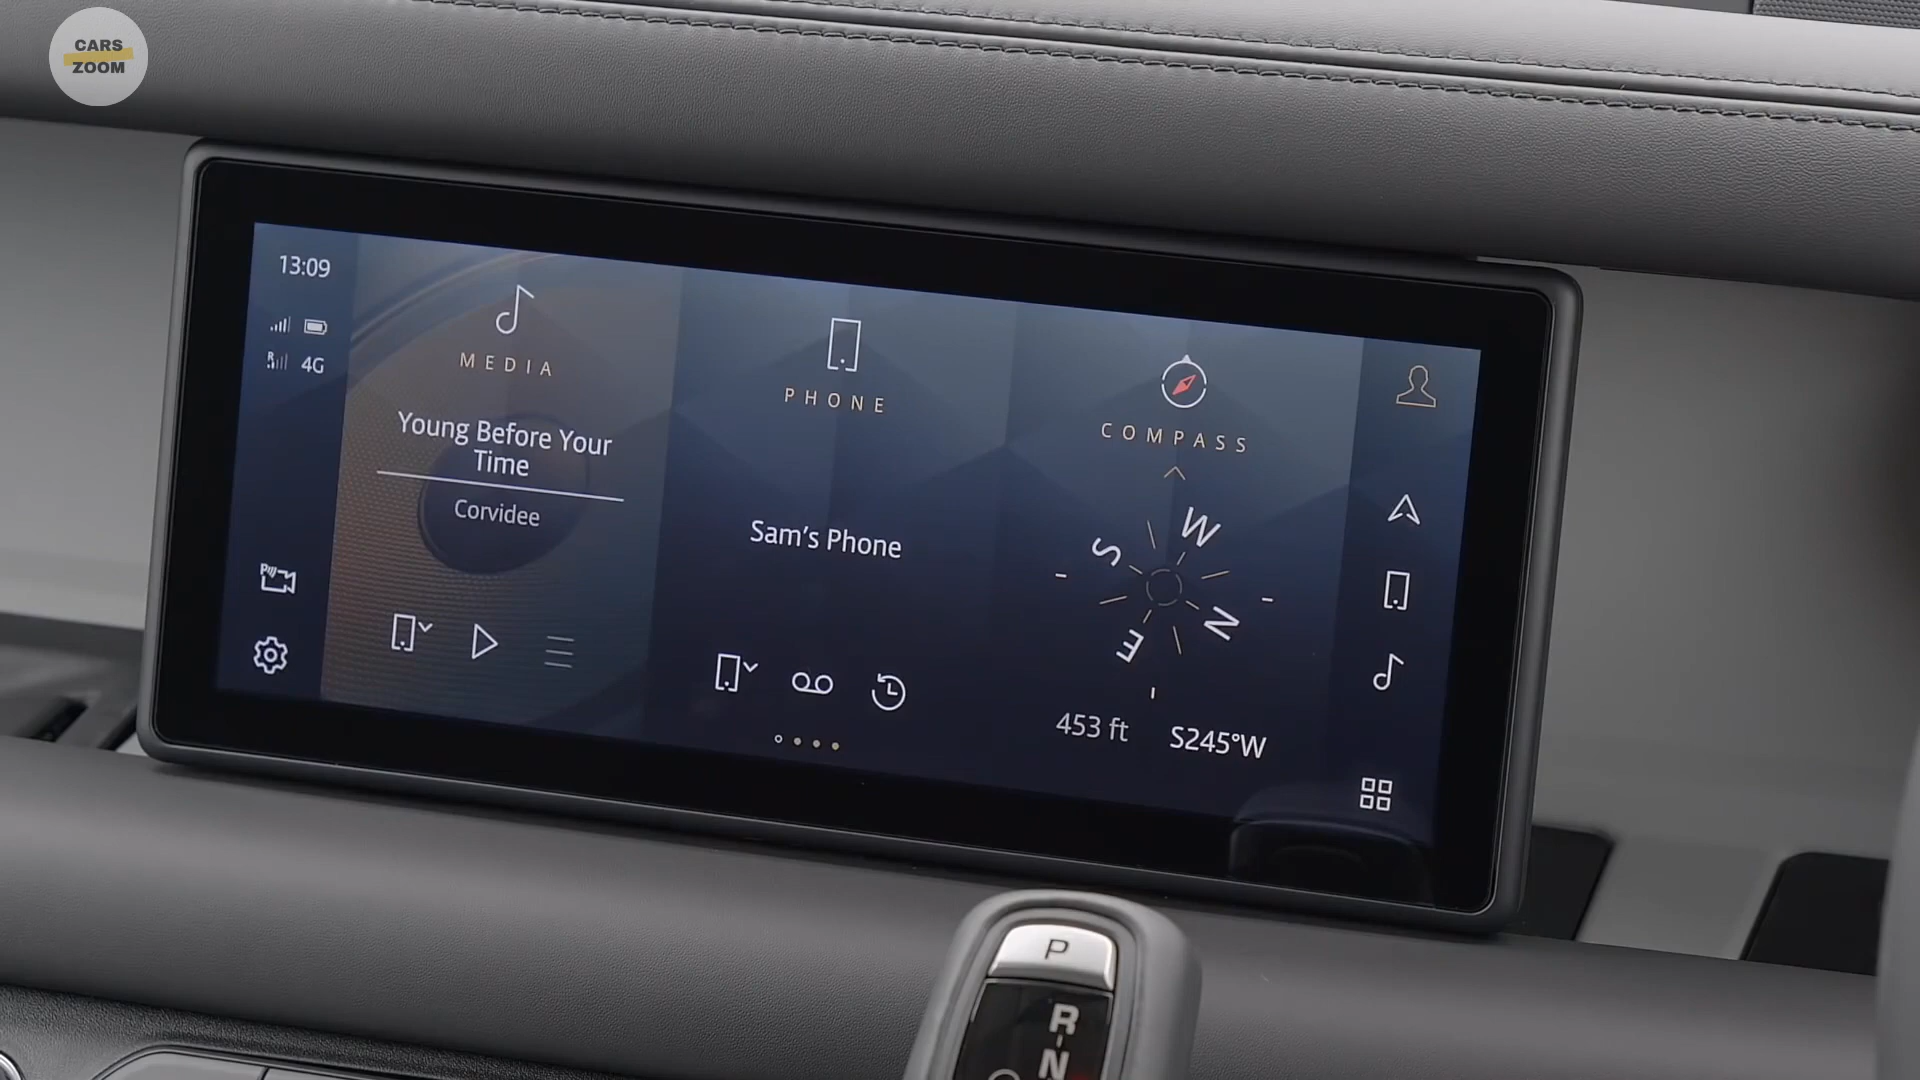 CARS
ZOOM
13:09
4G
R
MEDIA
Young Before Your
Time
Corvidee
PHONE
Sam's Phone
COMPASS
S
W
N
E
453 ft
S245°W
P
P
R
N